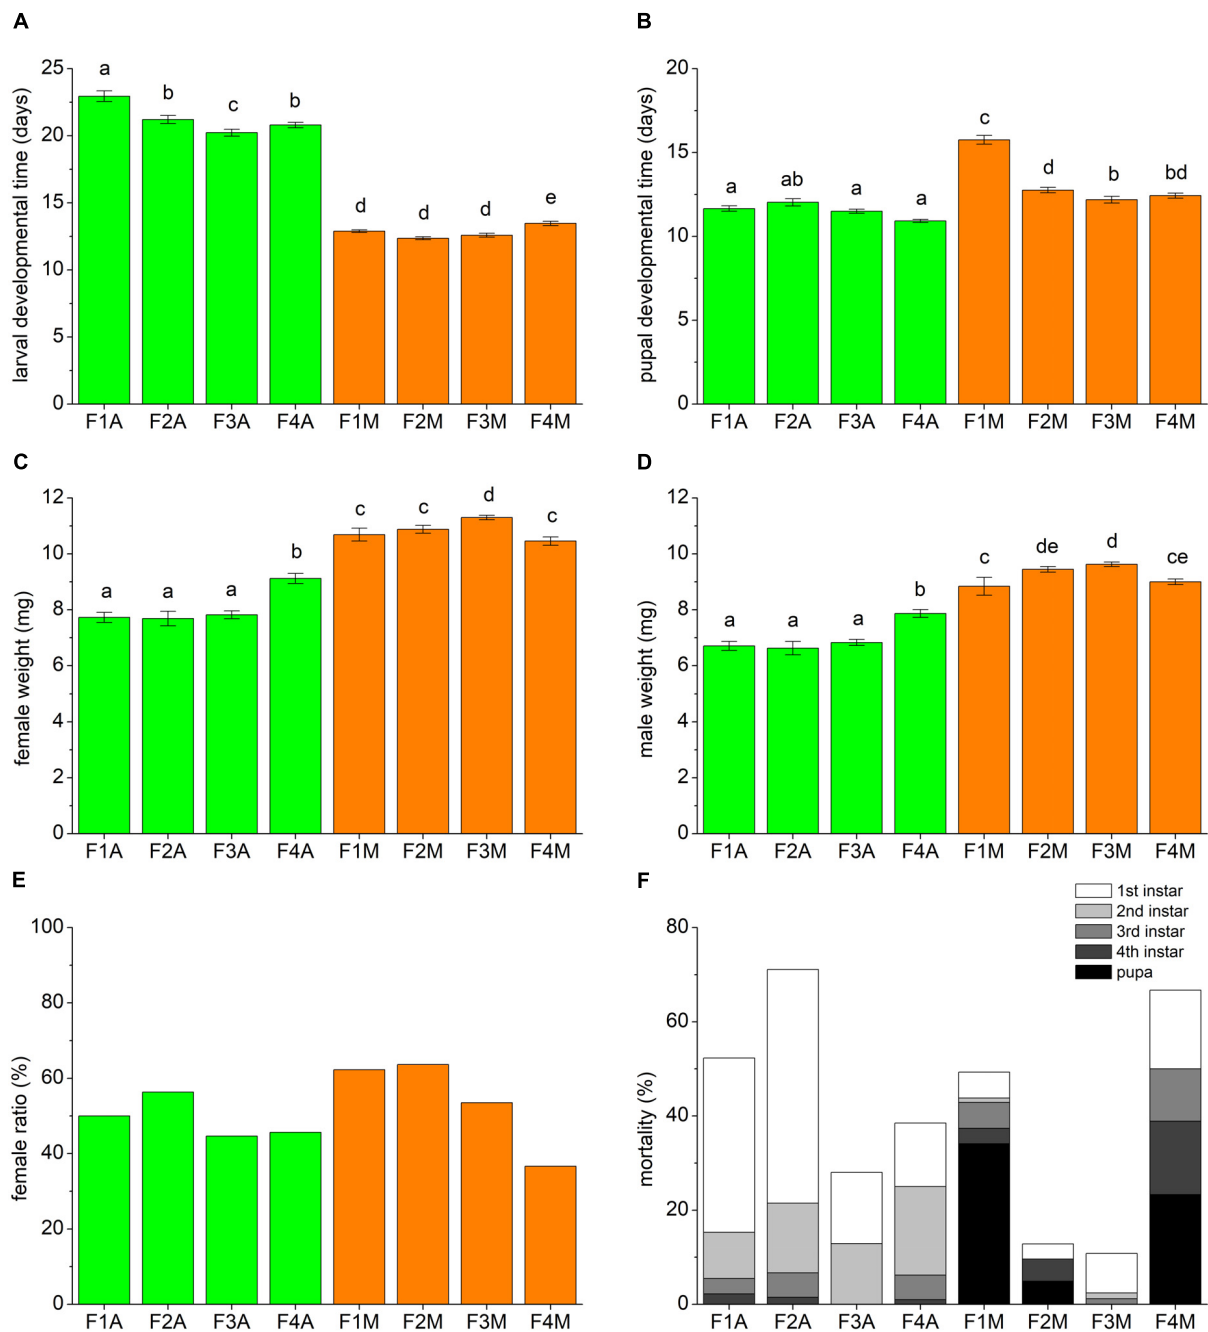 A
larval developmental time (days)
25
20
15
10
5
0
a
b
c
b
d
d
d
e
F1A F2A F3A F4A F1M F2M F3M F4M
B
pupal developmental time (days)
20
15
10
5
0
a
ab
a
a
c
d
b
bd
F1A F2A F3A F4A F1M F2M F3M F4M
C
female weight (mg)
12
10
8
6
4
2
0
a
a
a
b
c
c
d
c
F1A F2A F3A F4A F1M F2M F3M F4M
D
male weight (mg)
12
10
8
6
4
2
0
a
a
a
b
c
de
d
ce
F1A F2A F3A F4A F1M F2M F3M F4M
E
female ratio (%)
100
80
60
40
20
0
F1A F2A F3A F4A F1M F2M F3M F4M
F
mortality (%)
80
60
40
20
0
1st instar
2nd instar
3rd instar
4th instar
pupa
F1A F2A F3A F4A F1M F2M F3M F4M